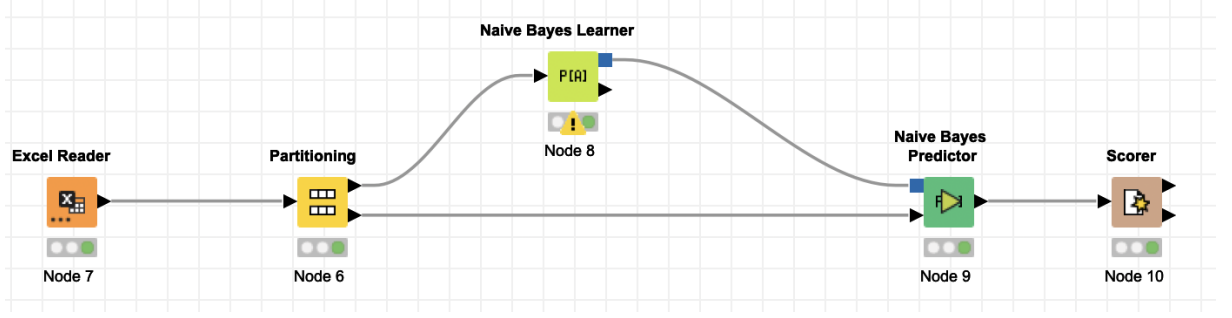 Naive Bayes Learner
P[A]
Node 8
Excel Reader
X
Node 7
Partitioning
Node 6
Naive Bayes
Predictor
Node 9
Scorer
Node 10